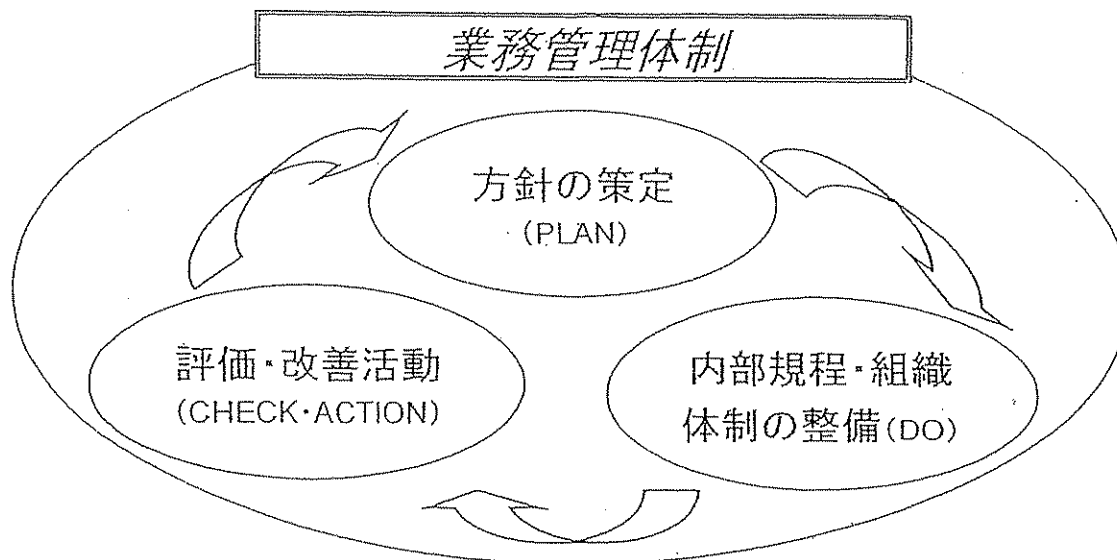 業務管理体制
方針の策定
(PLAN)
評価・改善活動
(CHECK・ACTION)
内部規程・組織
体制の整備(DO)